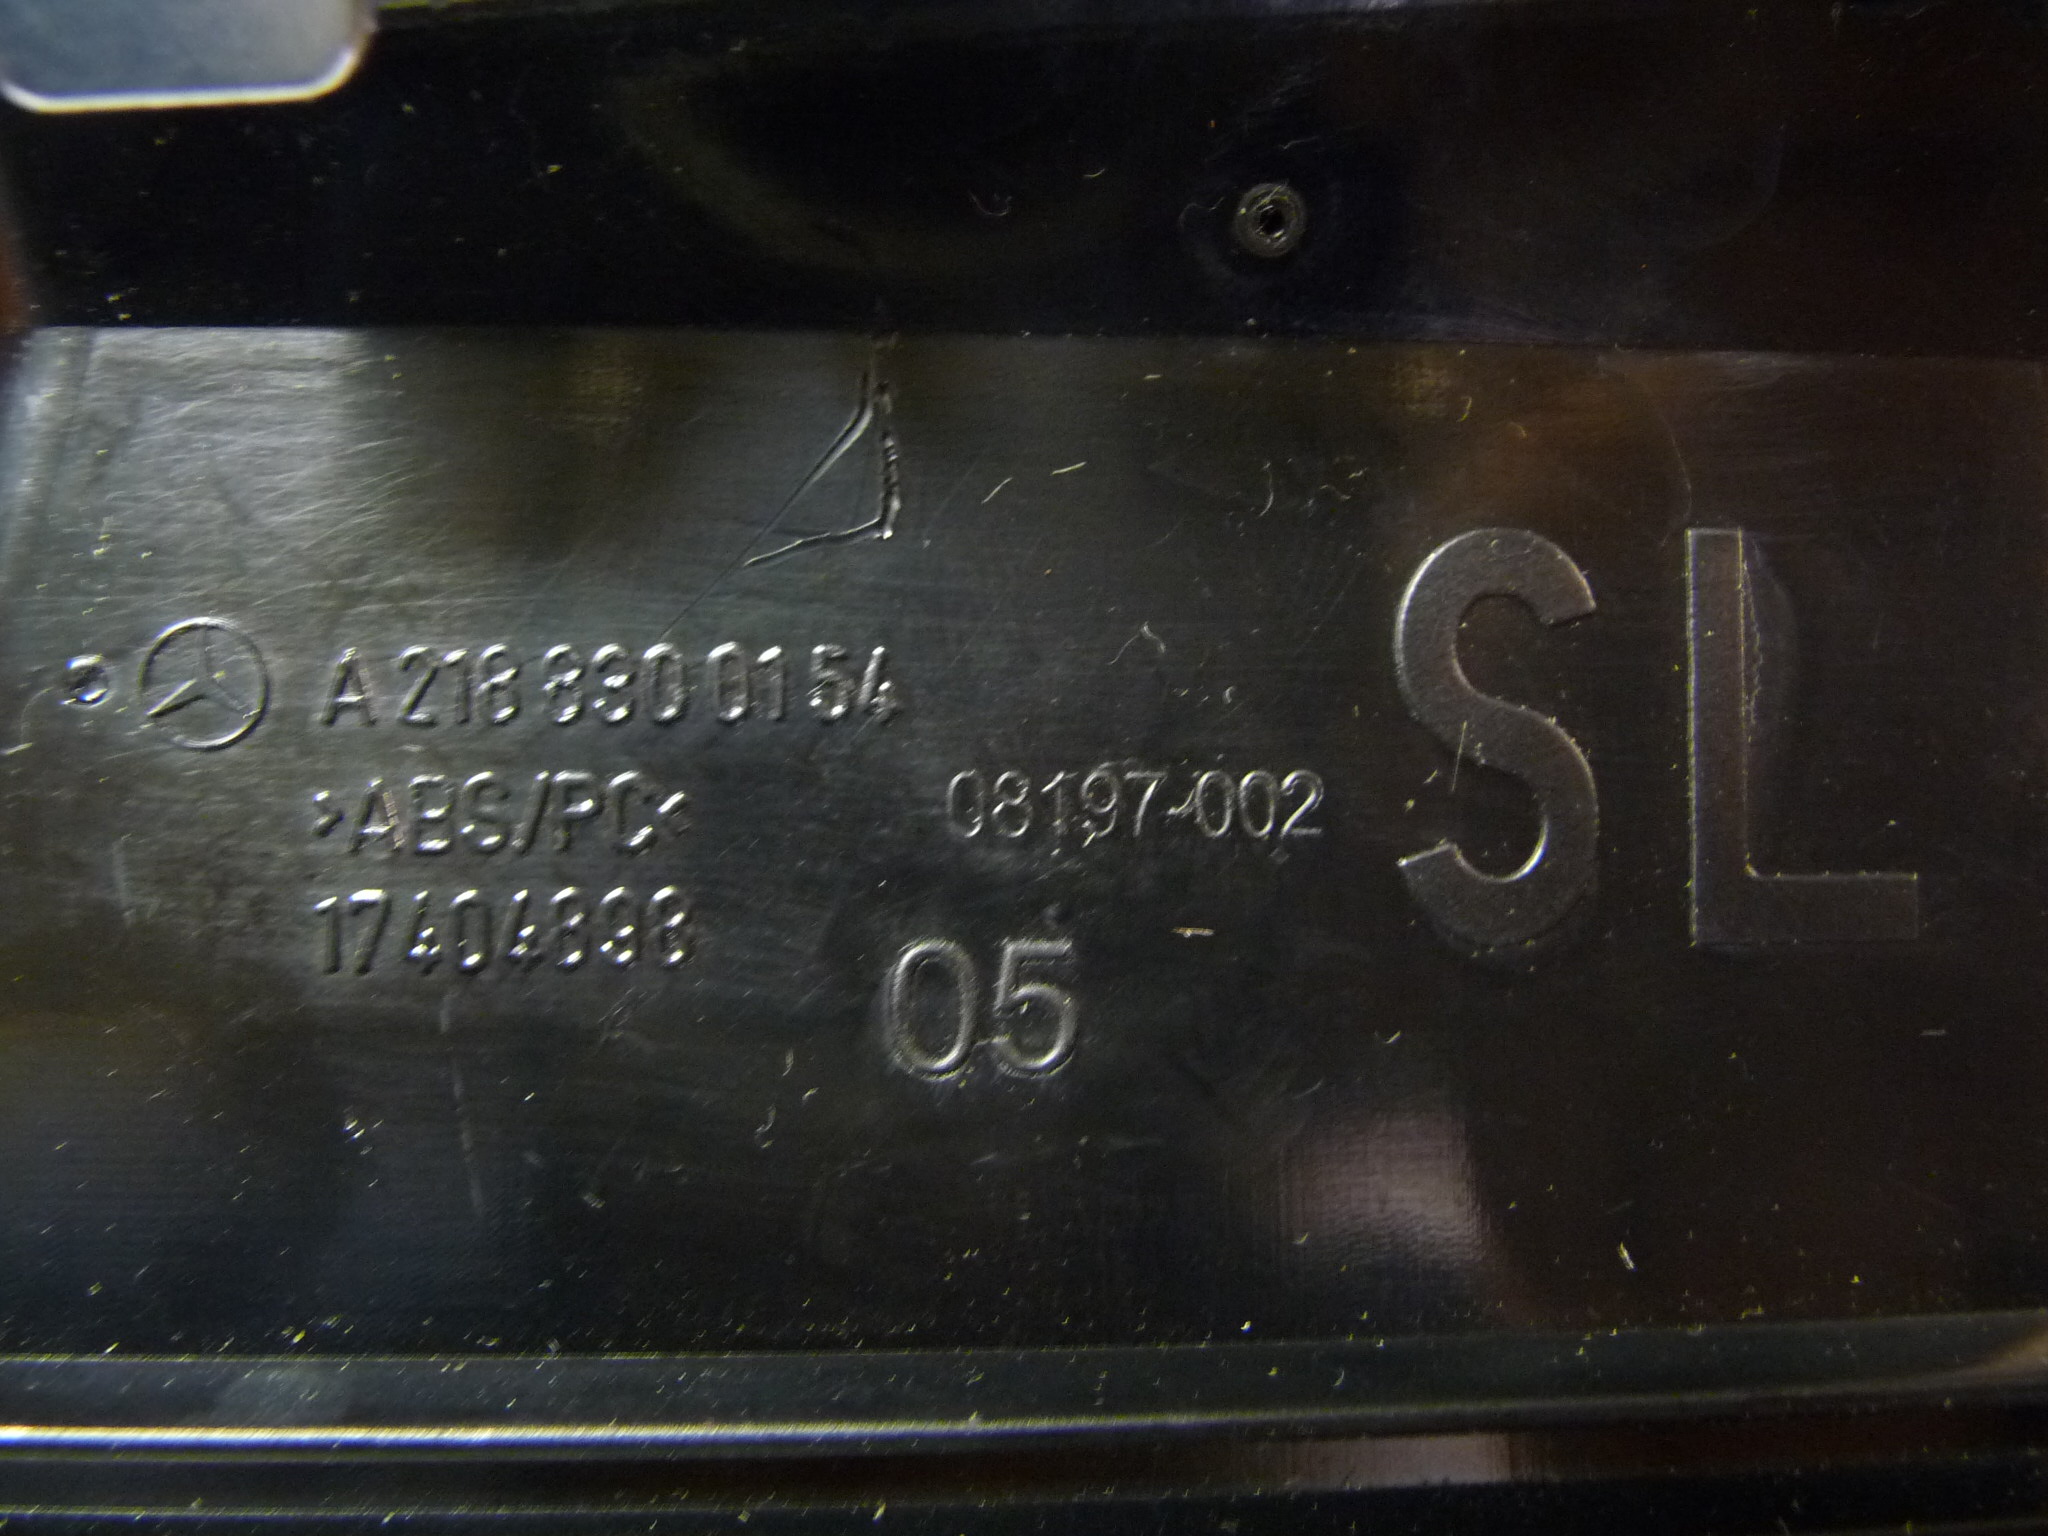 A 218 830 01 54
>ABS/PC<
08197-002
SL
17404898
05